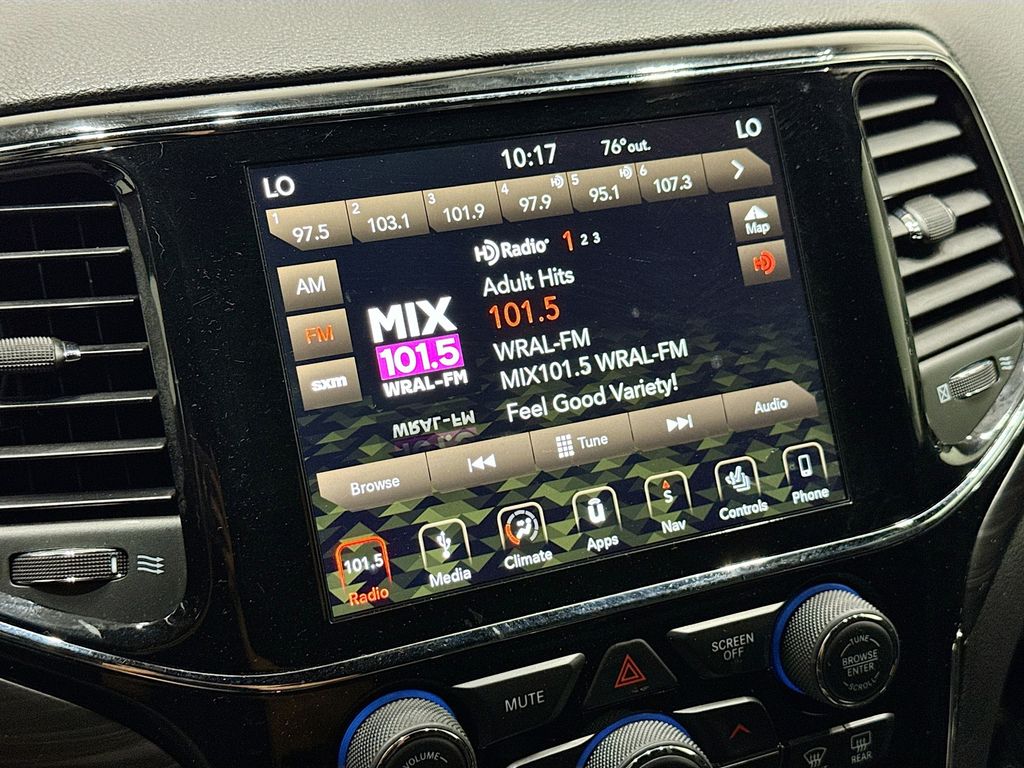 LO 10:17 76° out. LO
1 97.5 2 103.1 3 101.9 4 97.9 HD 5 95.1 HD 6 107.3
AM
FM
sxm
HD Radio 1 2 3
Adult Hits
101.5
WRAL-FM
MIX101.5 WRAL-FM
Feel Good Variety!
MIX
101.5
WRAL-FM
Map
HD
Browse Tune Audio
101.5
Radio Media Climate Apps Nav Controls Phone
S
MUTE
SCREEN
OFF
TUNE
BROWSE
ENTER
SCROLL
VOLUME
REAR